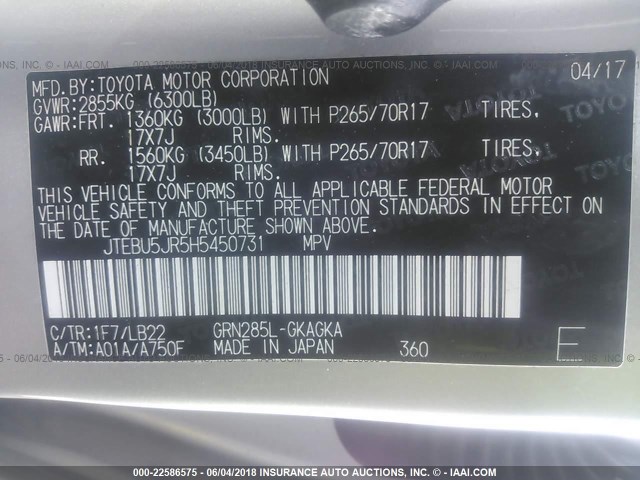 MFD.BY:TOYOTA MOTOR CORPORATION 04/17
GVWR:2855KG (6300LB)
GAWR:FRT. 1360KG (3000LB) WITH P265/70R17 TIRES,
17X7J RIMS.
RR. 1560KG (3450LB) WITH P265/70R17 TIRES,
17X7J RIMS.
THIS VEHICLE CONFORMS TO ALL APPLICABLE FEDERAL MOTOR
VEHICLE SAFETY AND THEFT PREVENTION STANDARDS IN EFFECT ON
THE DATE OF MANUFACTURE SHOWN ABOVE.
JTEBU5JR5H5450731 MPV
C/TR:1F7/LB22 GRN285L-GKAGKA
A/TM:A01A/A750F MADE IN JAPAN 360 E
000-22586575 - 06/04/2018 INSURANCE AUTO AUCTIONS - © IAAI.COM